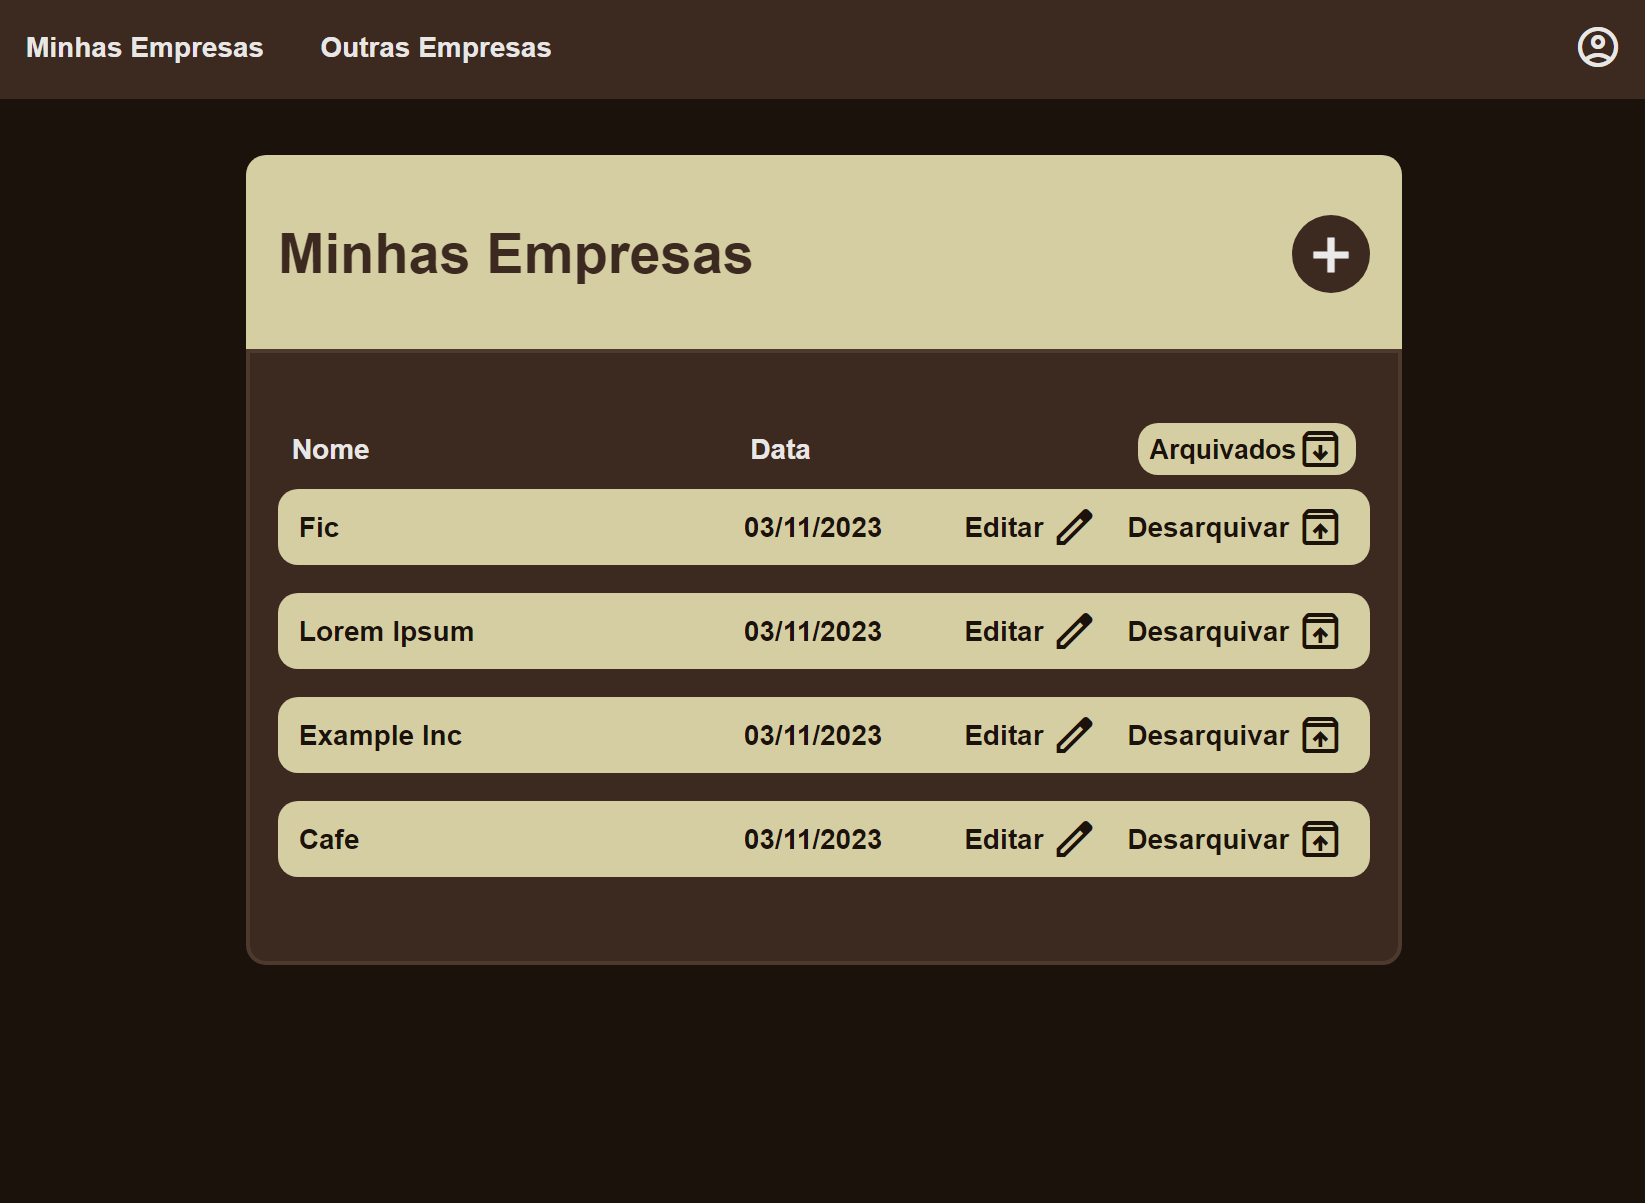 Minhas Empresas Outras Empresas
Minhas Empresas
Nome Data Arquivados
Fic 03/11/2023 Editar Desarquivar
Lorem Ipsum 03/11/2023 Editar Desarquivar
Example Inc 03/11/2023 Editar Desarquivar
Cafe 03/11/2023 Editar Desarquivar